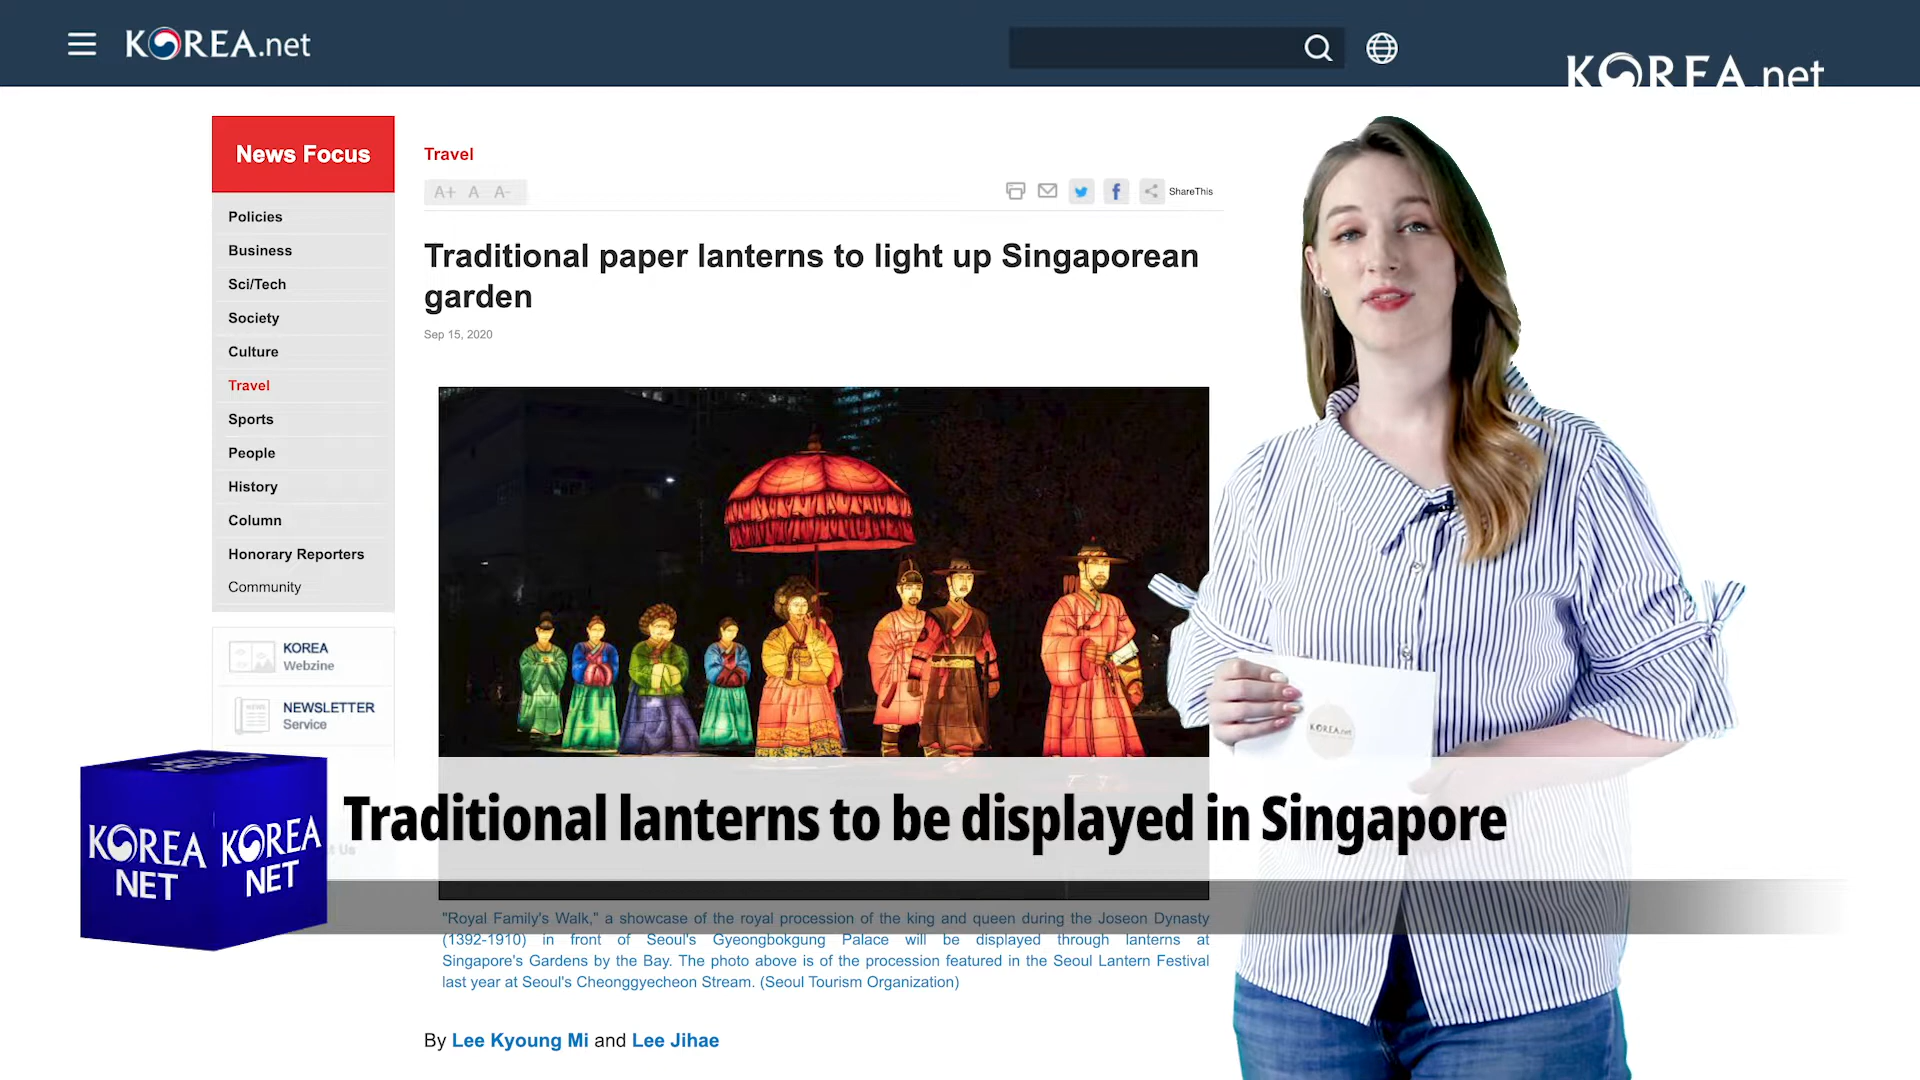 KOREA.net
KOREA.net
News Focus
Policies
Business
Sci/Tech
Society
Culture
Travel
Sports
People
History
Column
Honorary Reporters
Community
KOREA
Webzine
NEWSLETTER
Service
Travel
A+ A A-
ShareThis
Traditional paper lanterns to light up Singaporean
garden
Sep 15, 2020
KOREA.net
KOREA
NET
KOREA
NET
Traditional lanterns to be displayed in Singapore
"Royal Family's Walk," a showcase of the royal procession of the king and queen during the Joseon Dynasty
(1392-1910) in front of Seoul's Gyeongbokgung Palace will be displayed through lanterns at
Singapore's Gardens by the Bay. The photo above is of the procession featured in the Seoul Lantern Festival
last year at Seoul's Cheonggyecheon Stream. (Seoul Tourism Organization)
By Lee Kyoung Mi and Lee Jihae